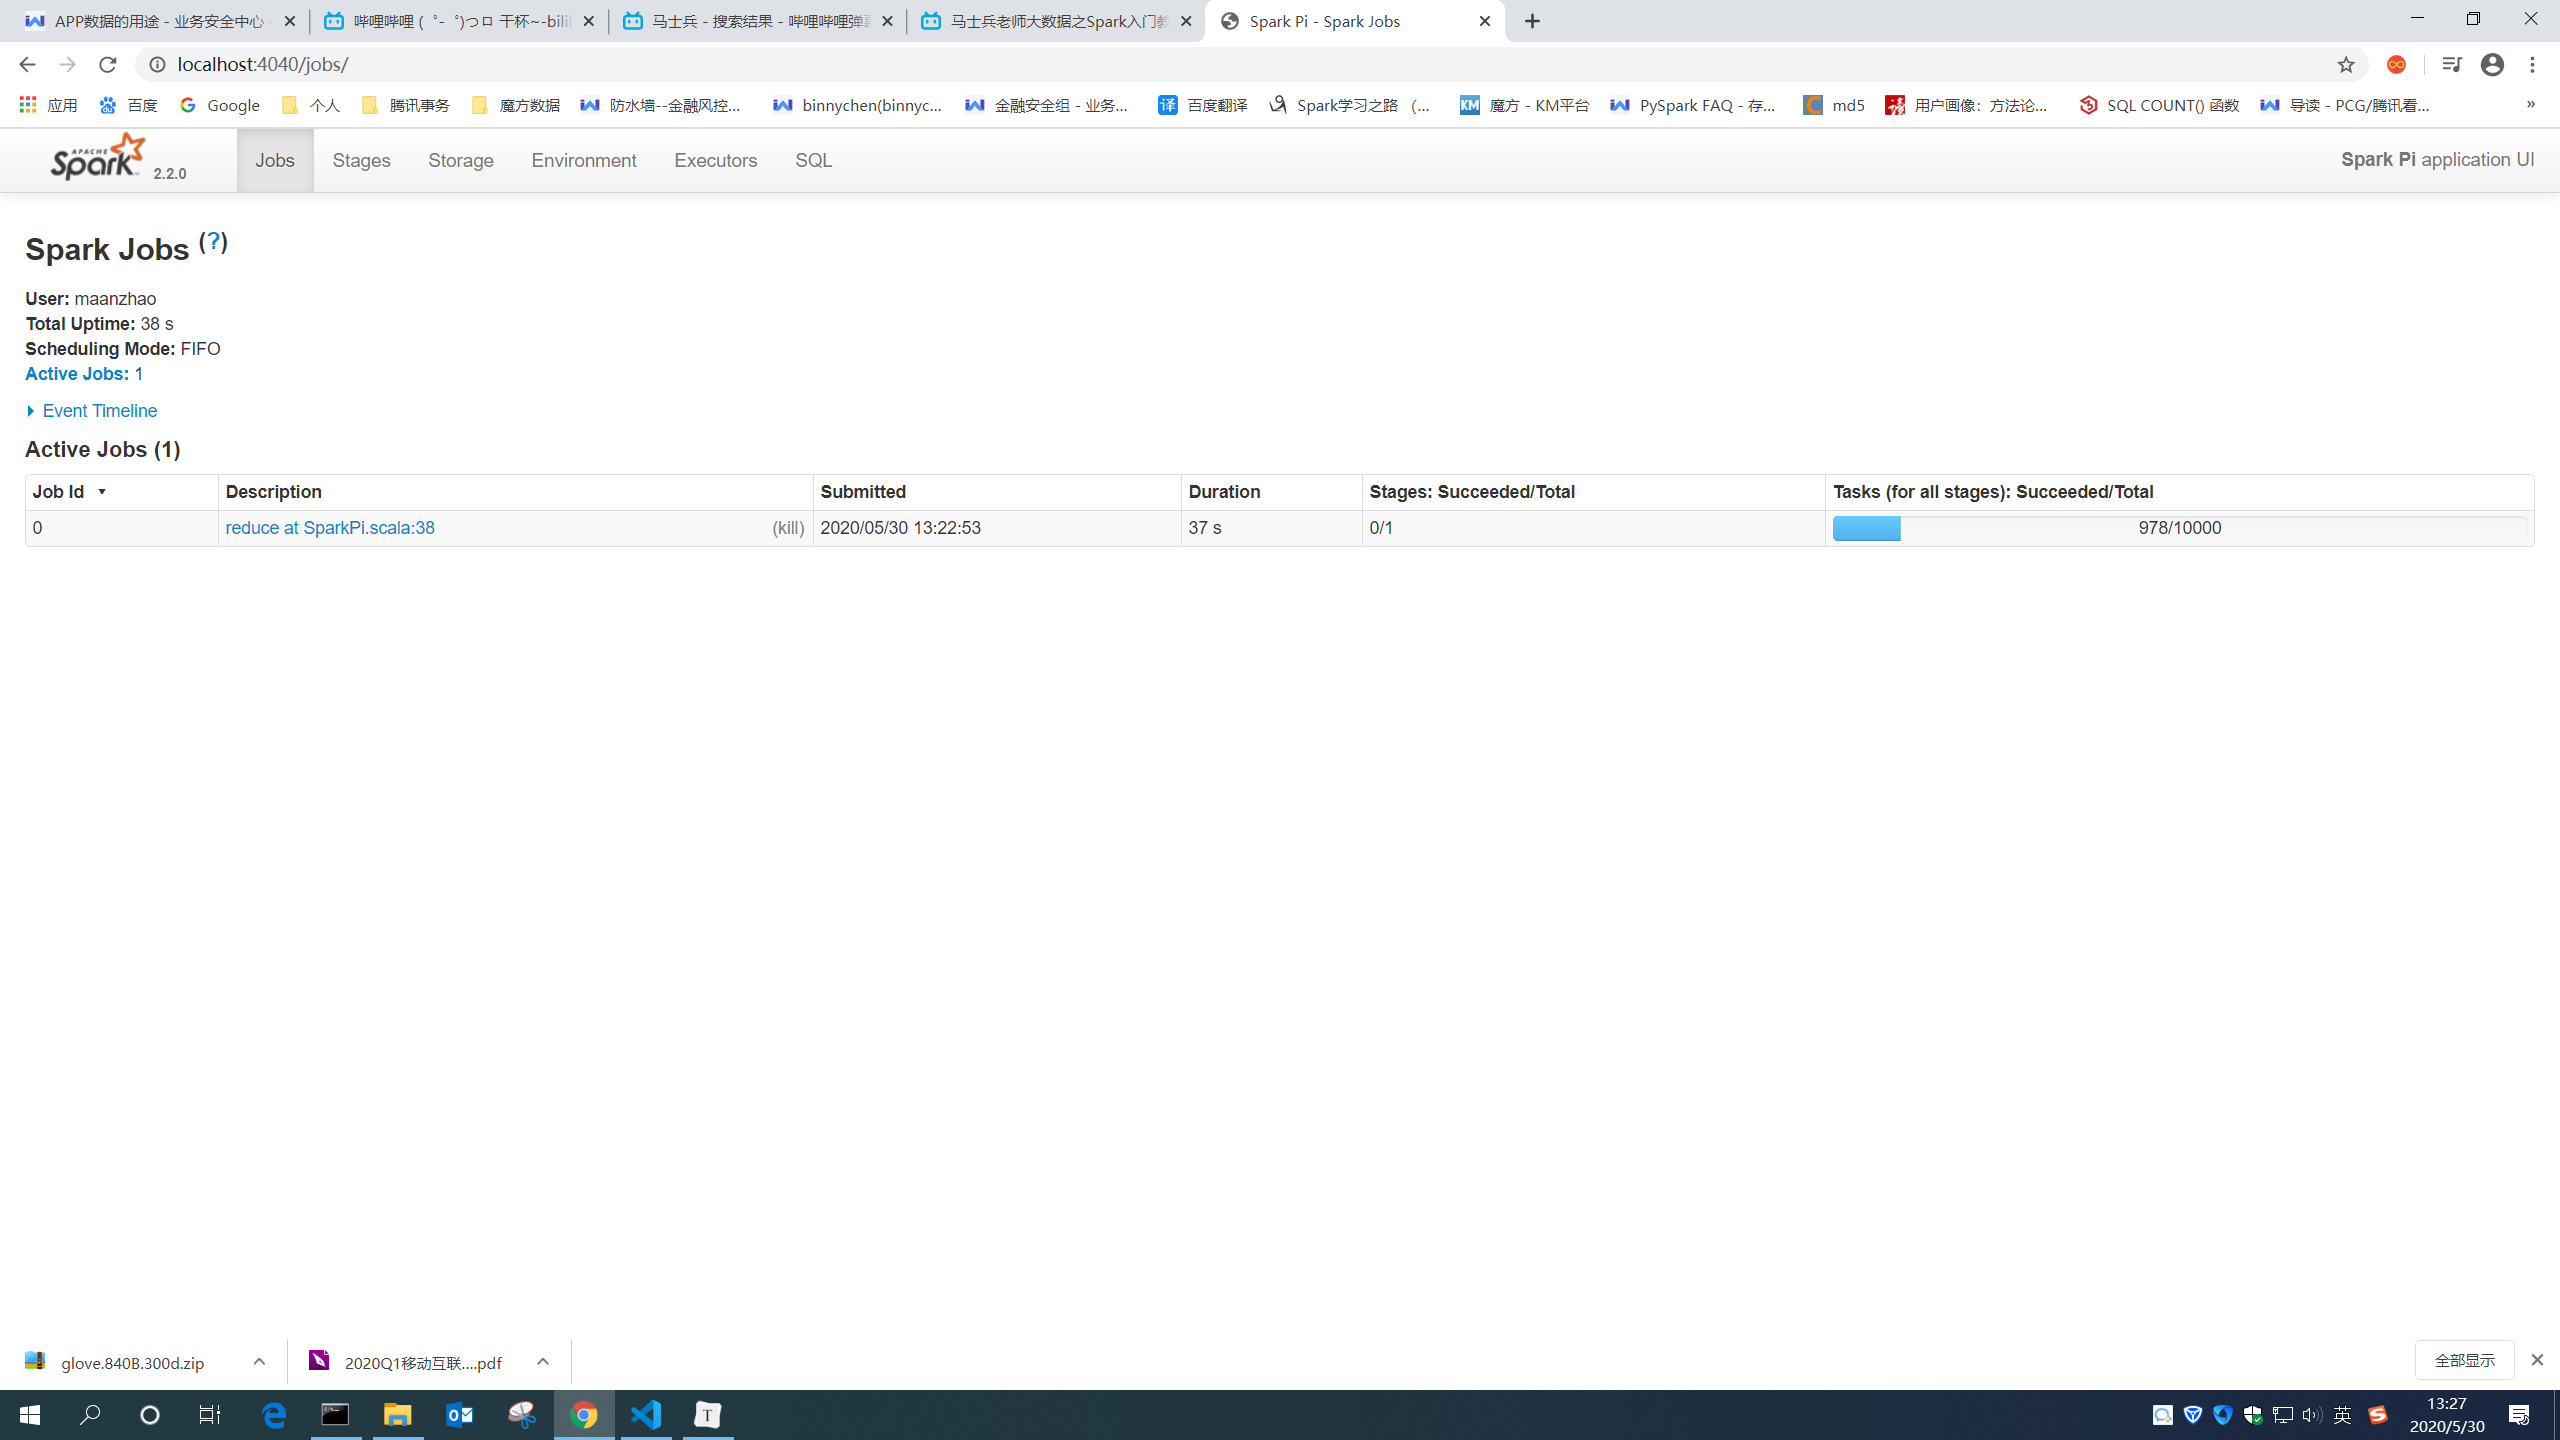 APP数据的用途 - 业务安全中心 -
哔哩哔哩 (゜-゜)つロ 干杯~-bili
马士兵 - 搜索结果 - 哔哩哔哩弹
马士兵老师大数据之Spark入门教
Spark Pi - Spark Jobs
localhost:4040/jobs/
应用 百度 Google 个人 腾讯事务 魔方数据 防水墙--金融风控... binnychen(binnyc... 金融安全组 - 业务... 百度翻译 Spark学习之路 (... 魔方 - KM平台 PySpark FAQ - 存... md5 用户画像：方法论... SQL COUNT() 函数 导读 - PCG/腾讯看... »
APACHE Spark 2.2.0 Jobs Stages Storage Environment Executors SQL Spark Pi application UI
Spark Jobs (?)
User: maanzhao
Total Uptime: 38 s
Scheduling Mode: FIFO
Active Jobs: 1
Event Timeline
Active Jobs (1)
Job Id Description Submitted Duration Stages: Succeeded/Total Tasks (for all stages): Succeeded/Total
0 reduce at SparkPi.scala:38 (kill) 2020/05/30 13:22:53 37 s 0/1 978/10000
glove.840B.300d.zip 2020Q1移动互联....pdf 全部显示
英 13:27
2020/5/30